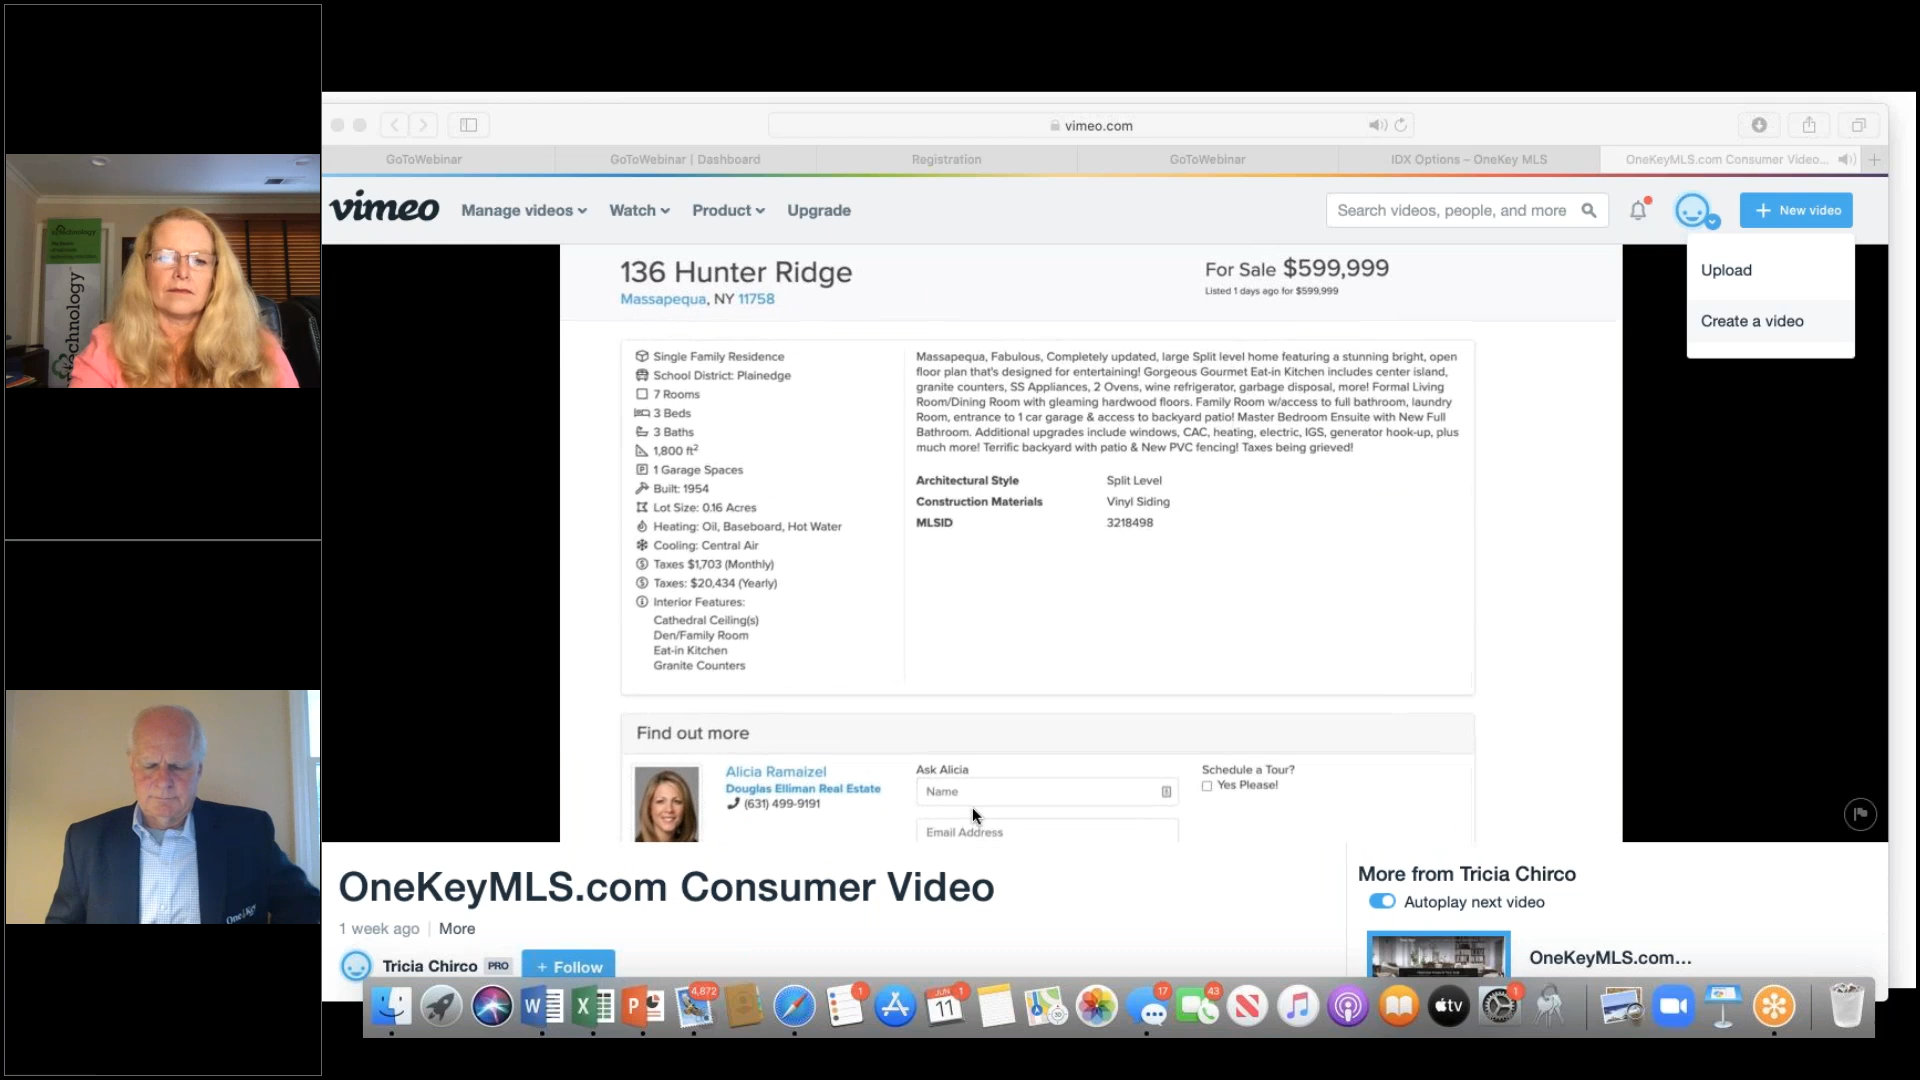 vimeo.com
GoToWebinar
GoToWebinar | Dashboard
Registration
GoToWebinar
IDX Options – OneKey MLS
OneKeyMLS.com Consumer Video...
vimeo
Manage videos
Watch
Product
Upgrade
Search videos, people, and more
+ New video
Upload
Create a video
136 Hunter Ridge
Massapequa, NY 11758
For Sale $599,999
Listed 1 days ago for $599,999
Single Family Residence
School District: Plainedge
7 Rooms
3 Beds
3 Baths
1,800 ft²
1 Garage Spaces
Built: 1954
Lot Size: 0.16 Acres
Heating: Oil, Baseboard, Hot Water
Cooling: Central Air
Taxes $1,703 (Monthly)
Taxes: $20,434 (Yearly)
Interior Features:
Cathedral Ceiling(s)
Den/Family Room
Eat-in Kitchen
Granite Counters
Massapequa, Fabulous, Completely updated, large Split level home featuring a stunning bright, open
floor plan that's designed for entertaining! Gorgeous Gourmet Eat-in Kitchen includes center island,
granite counters, SS Appliances, 2 Ovens, wine refrigerator, garbage disposal, more! Formal Living
Room/Dining Room with gleaming hardwood floors. Family Room w/access to full bathroom, laundry
Room, entrance to 1 car garage & access to backyard patio! Master Bedroom Ensuite with New Full
Bathroom. Additional upgrades include windows, CAC, heating, electric, IGS, generator hook-up, plus
much more! Terrific backyard with patio & New PVC fencing! Taxes being grieved!
Architectural Style Split Level
Construction Materials Vinyl Siding
MLSID 3218498
Find out more
Alicia Ramaizel
Douglas Elliman Real Estate
(631) 499-9191
Ask Alicia
Name
Email Address
Schedule a Tour?
Yes Please!
OneKeyMLS.com Consumer Video
1 week ago | More
Tricia Chirco PRO
+ Follow
More from Tricia Chirco
Autoplay next video
OneKeyMLS.com...
W
X
P
4,872
1
JUN 1
11
17
43
tv
1
technology
OneKey